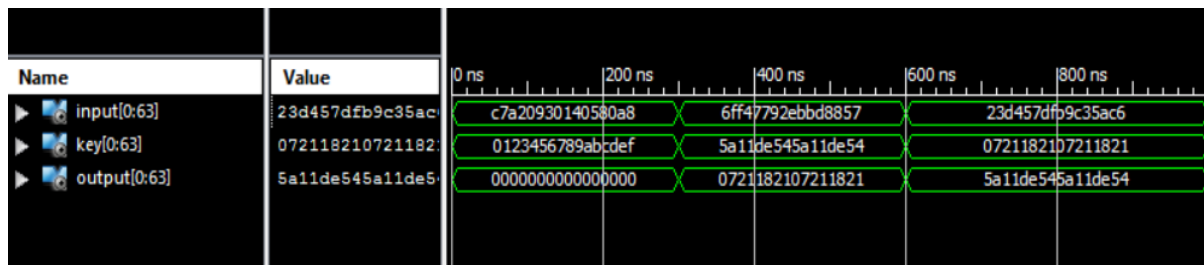 Name Value 0 ns 200 ns 400 ns 600 ns 800 ns
input[0:63] 23d457dfb9c35ac c7a20930140580a8 6ff47792ebbd8857 23d457dfb9c35ac6
key[0:63] 072118210721182 0123456789abcdef 5a11de545a11de54 0721182107211821
output[0:63] 5a11de545a11de5 0000000000000000 0721182107211821 5a11de545a11de54